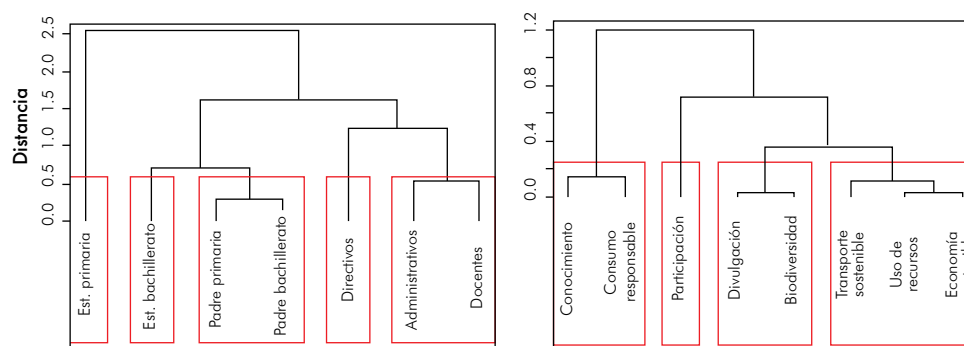 Distancia
2.5
2.0
1.5
1.0
0.5
0.0
Est. primaria
Est. bachillerato
Padre primaria
Padre bachillerato
Directivos
Administrativos
Docentes
1.2
0.8
0.4
0.0
Conocimiento
Consumo
responsable
Participación
Divulgación
Biodiversidad
Transporte
sostenible
Uso de
recursos
Economía